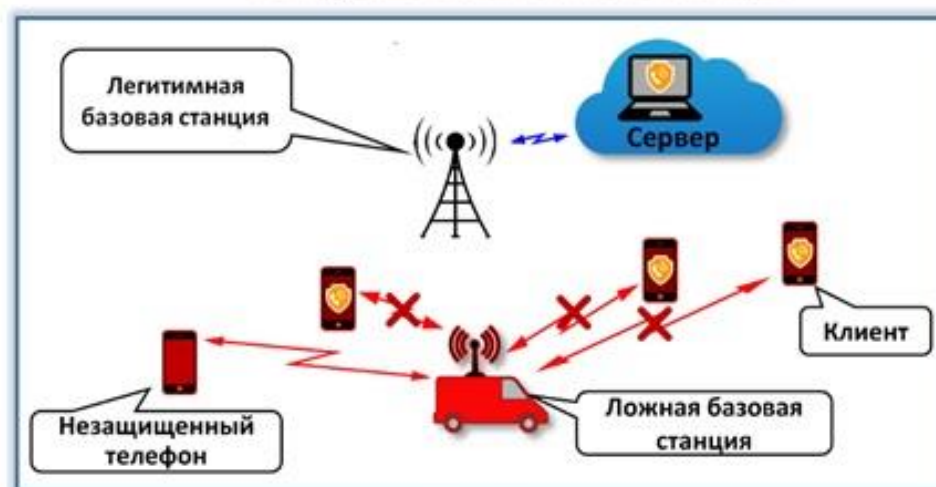 Легитимная
базовая станция
Сервер
Клиент
Незащищенный
телефон
Ложная базовая
станция